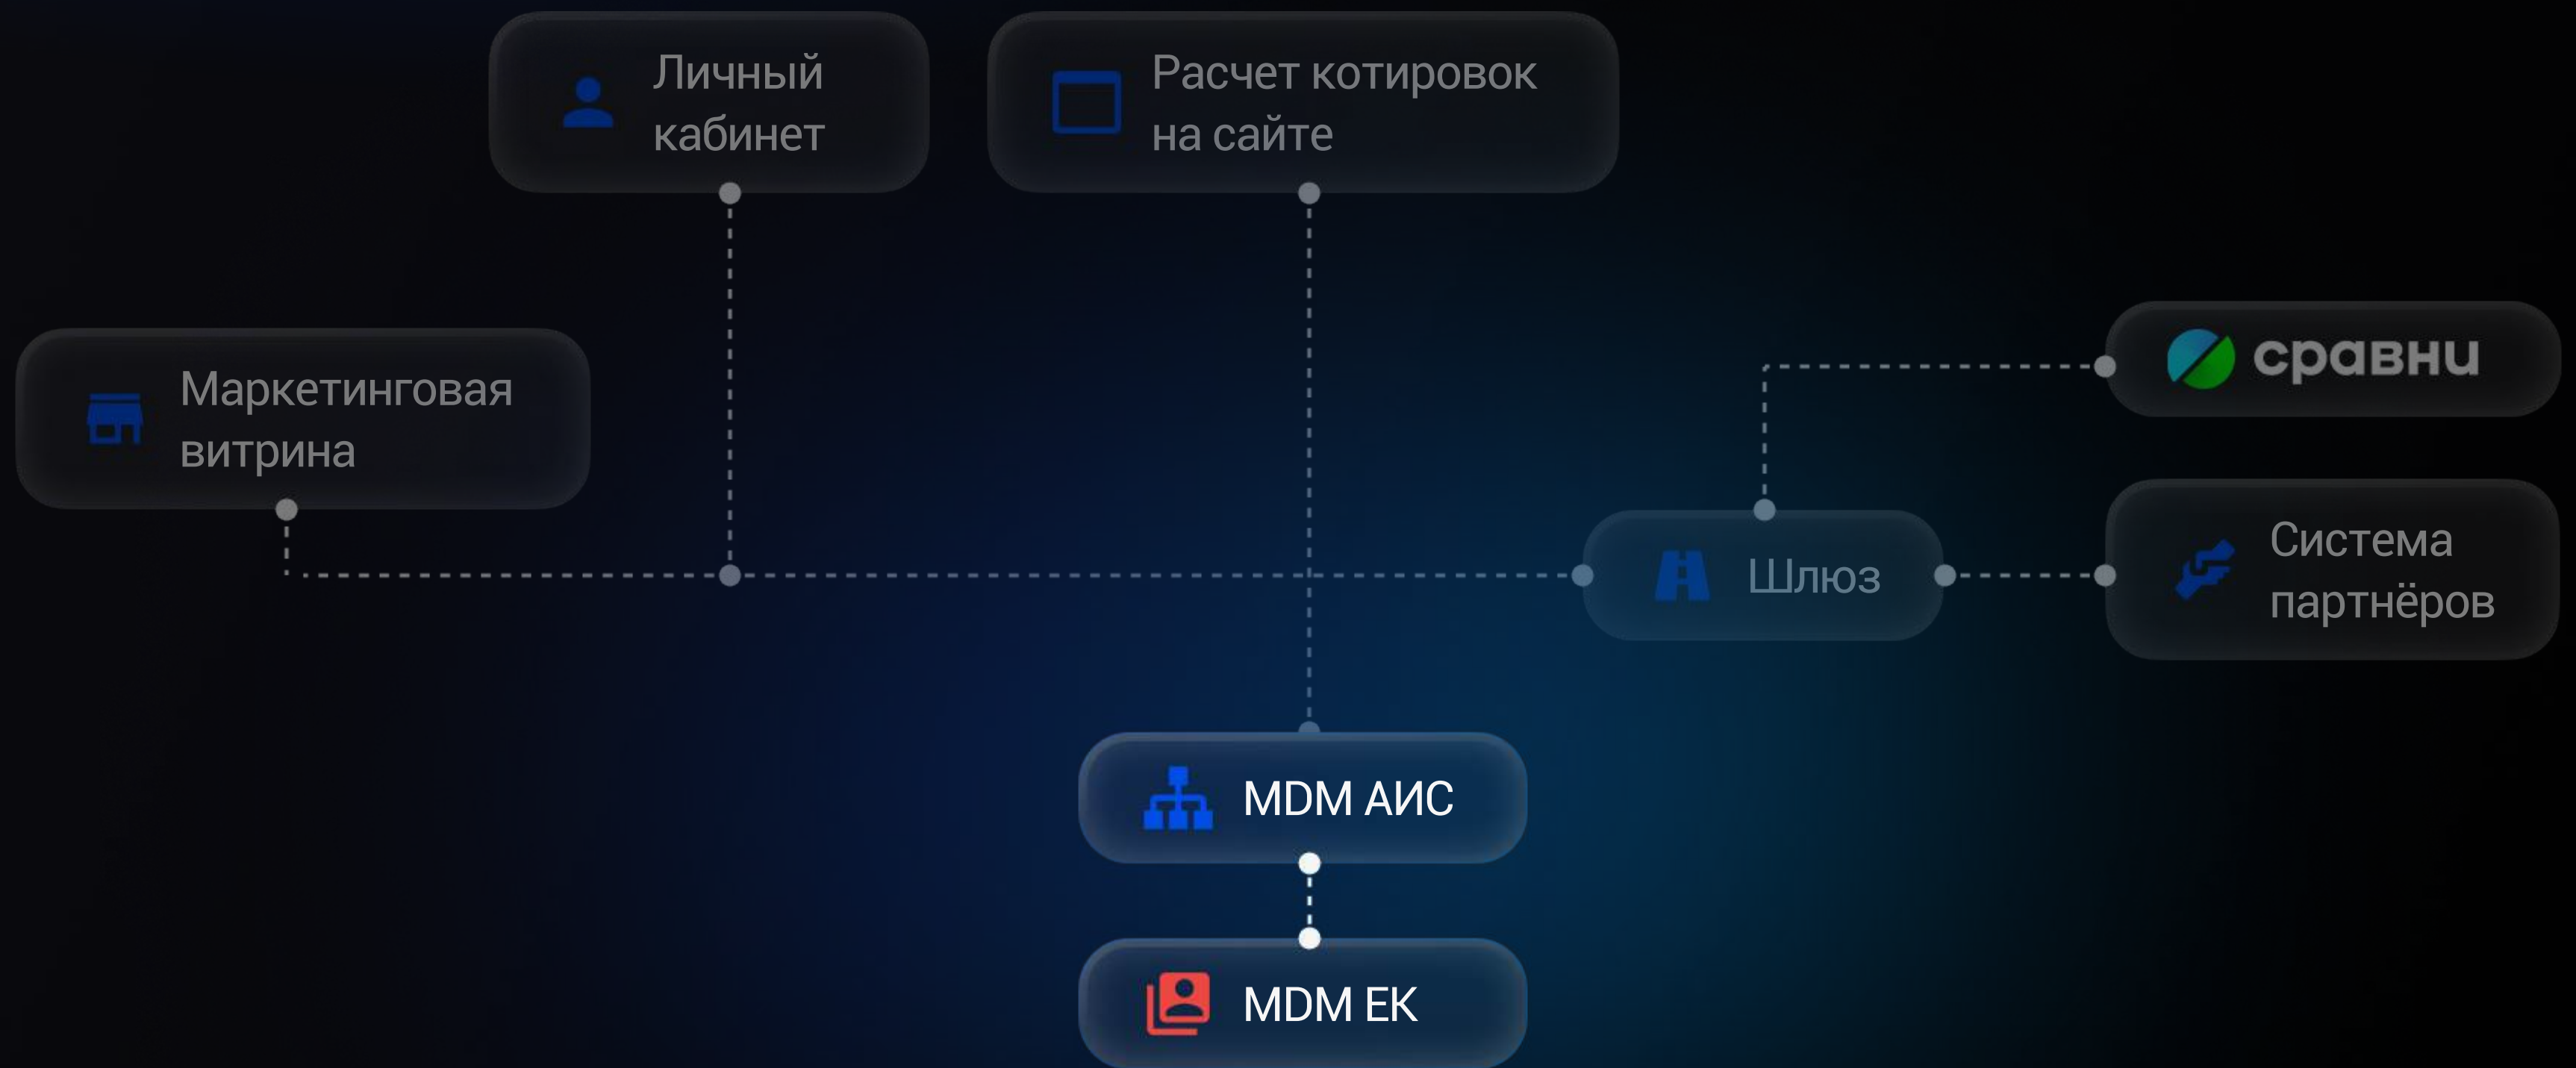 Личный
кабинет
Расчет котировок
на сайте
Маркетинговая
витрина
сравни
Шлюз
Система
партнёров
MDM АИС
MDM ЕК